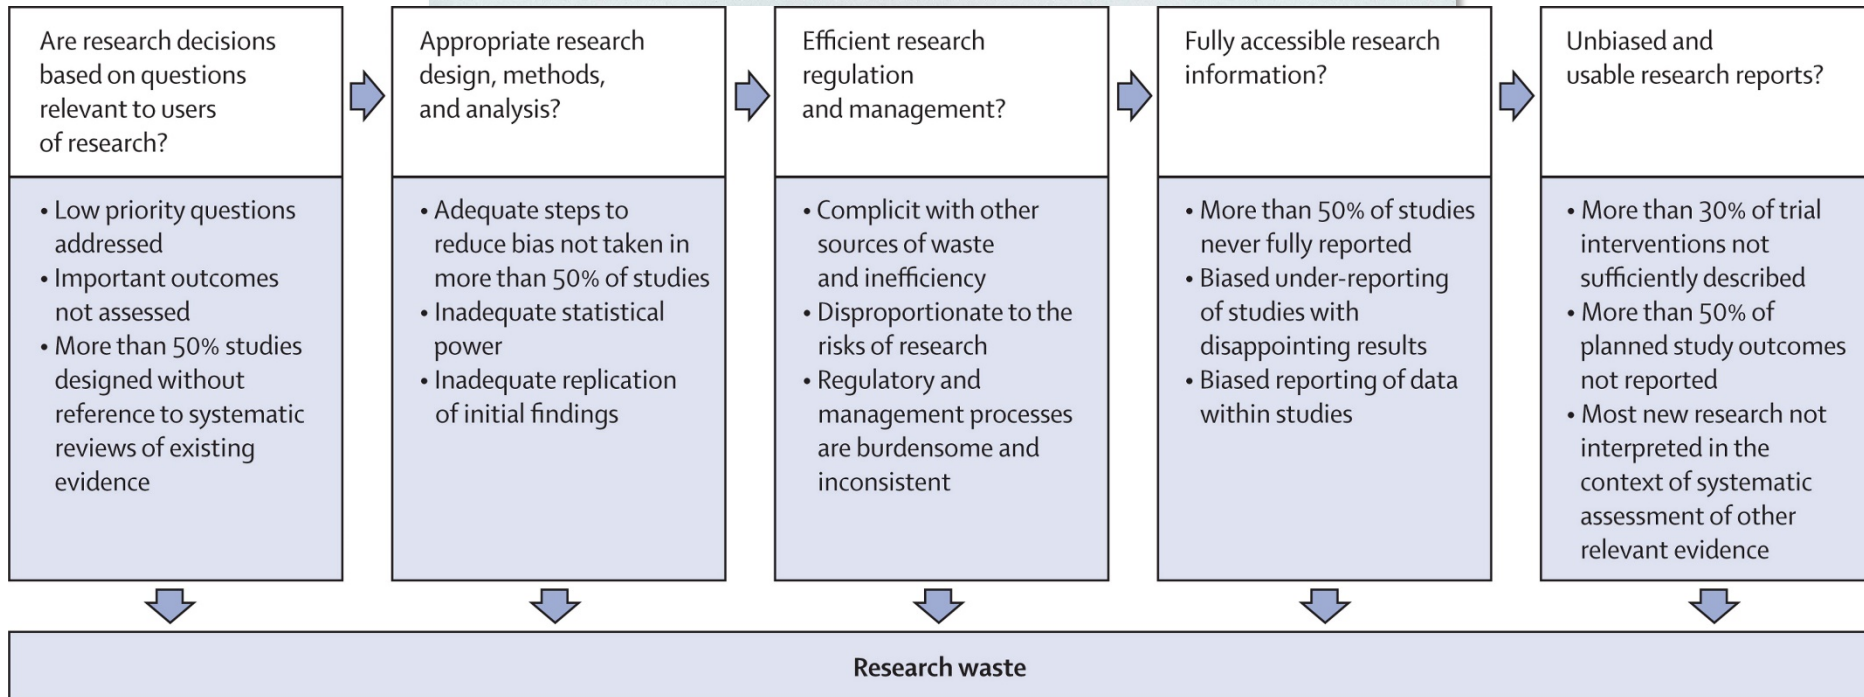 Are research decisions
based on questions
relevant to users
of research?
• Low priority questions
addressed
• Important outcomes
not assessed
• More than 50% studies
designed without
reference to systematic
reviews of existing
evidence
Appropriate research
design, methods,
and analysis?
• Adequate steps to
reduce bias not taken in
more than 50% of studies
• Inadequate statistical
power
• Inadequate replication
of initial findings
Efficient research
regulation
and management?
• Complicit with other
sources of waste
and inefficiency
• Disproportionate to the
risks of research
• Regulatory and
management processes
are burdensome and
inconsistent
Fully accessible research
information?
• More than 50% of studies
never fully reported
• Biased under-reporting
of studies with
disappointing results
• Biased reporting of data
within studies
Unbiased and
usable research reports?
• More than 30% of trial
interventions not
sufficiently described
• More than 50% of
planned study outcomes
not reported
• Most new research not
interpreted in the
context of systematic
assessment of other
relevant evidence
Research waste